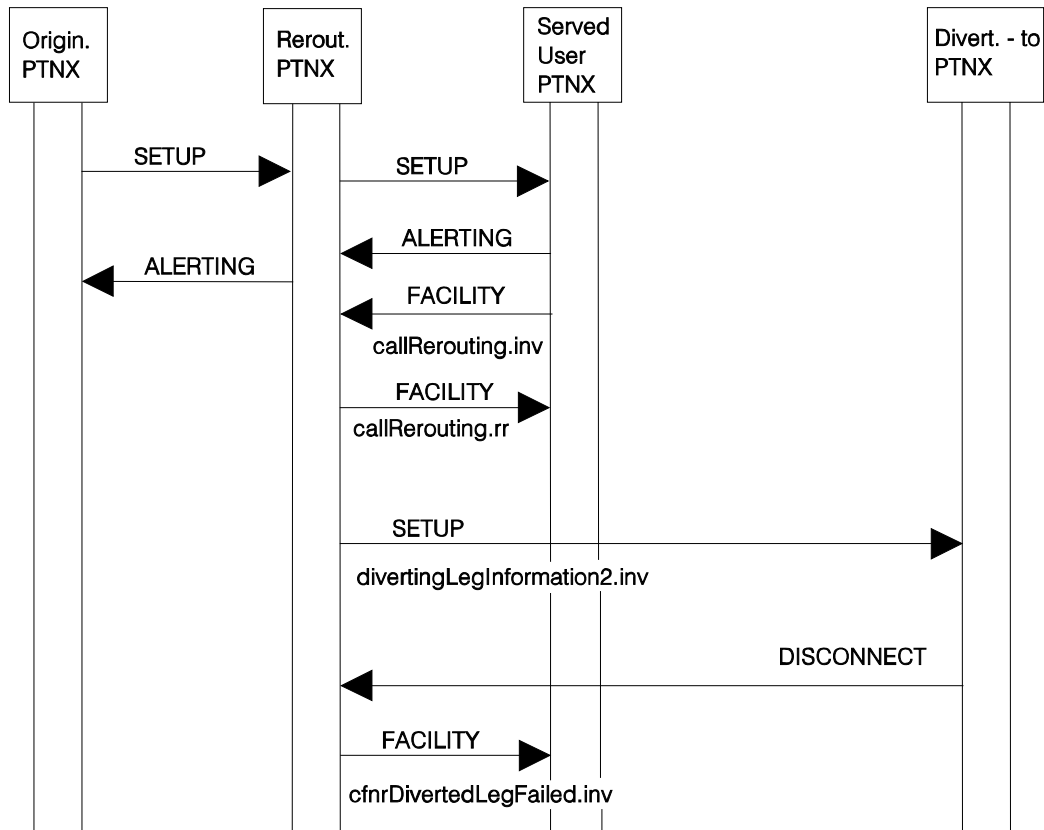 Origin.
PTNX
Rerout.
PTNX
Served
User
PTNX
Divert. - to
PTNX
SETUP
SETUP
ALERTING
ALERTING
FACILITY
callRerouting.inv
FACILITY
callRerouting.rr
SETUP
divertingLegInformation2.inv
DISCONNECT
FACILITY
cfnrDivertedLegFailed.inv